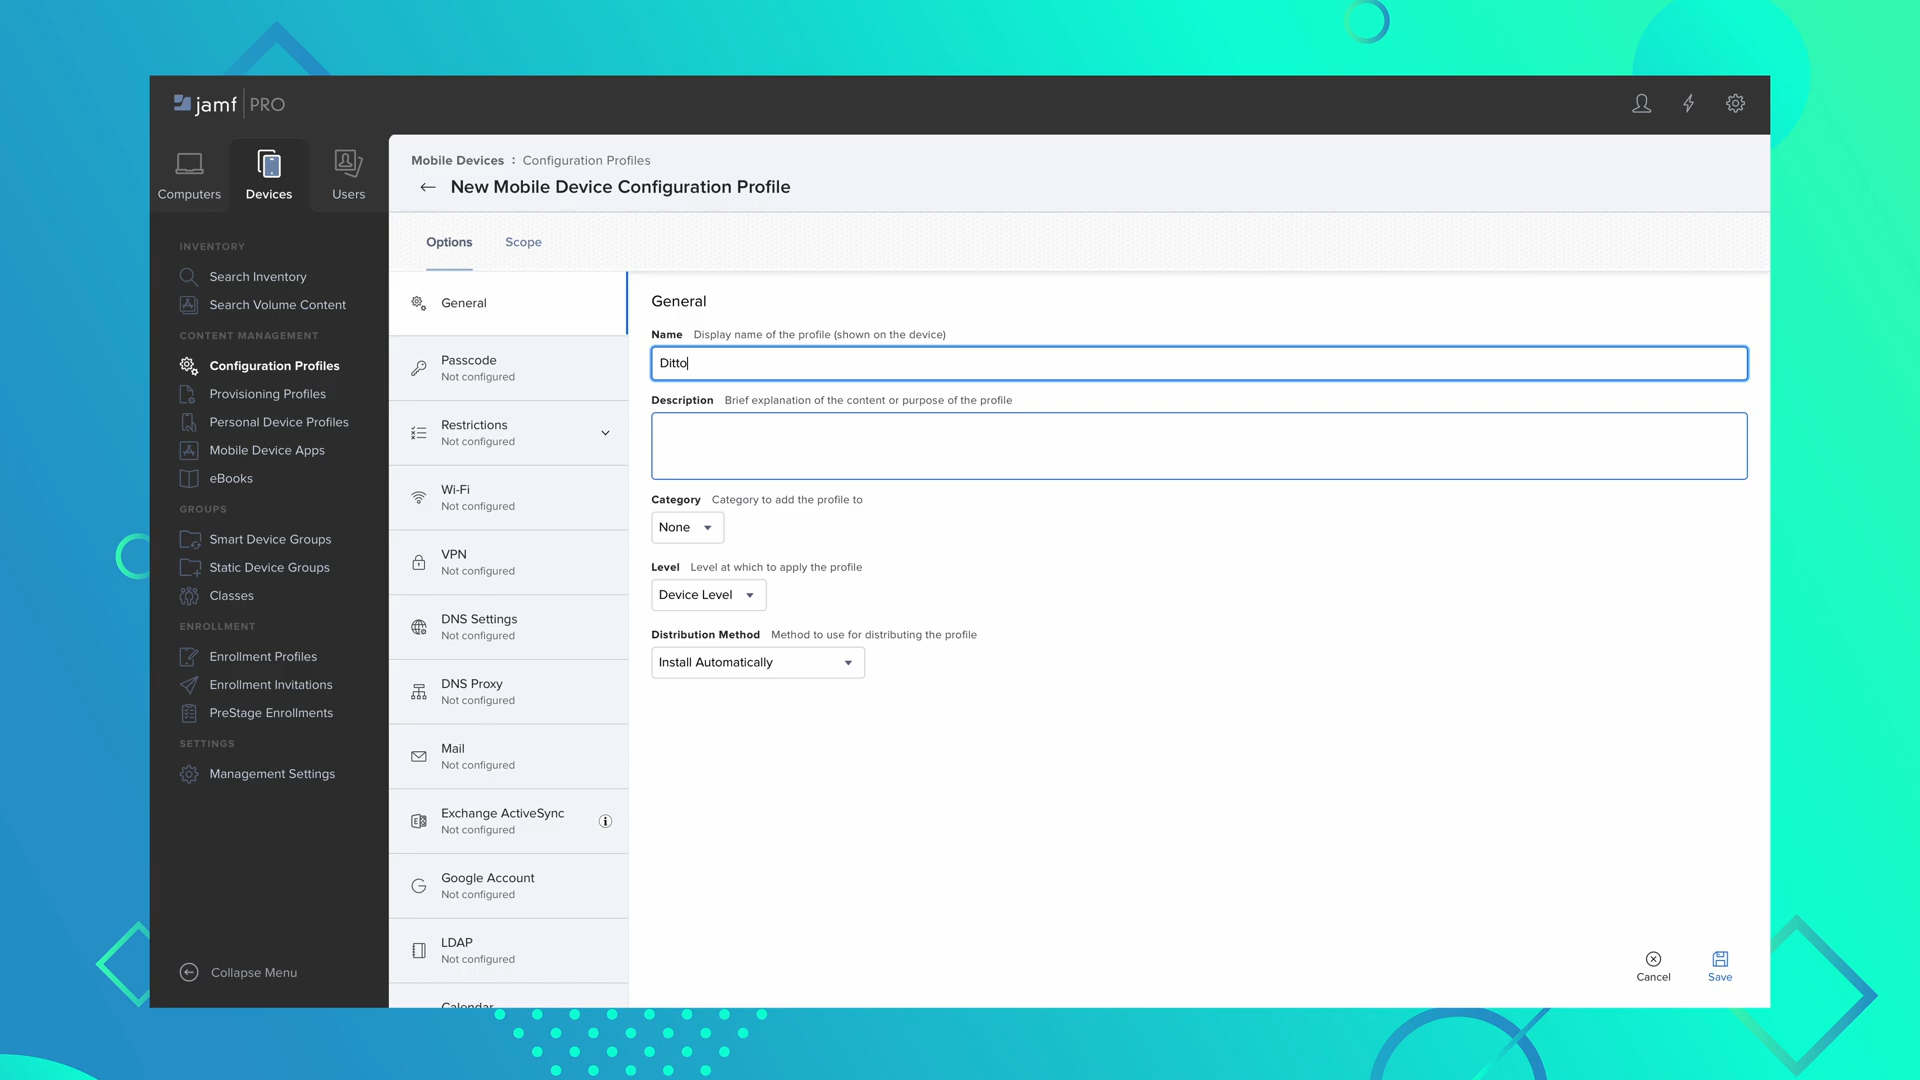 jamf PRO
Computers
Devices
Users
INVENTORY
Search Inventory
Search Volume Content
CONTENT MANAGEMENT
Configuration Profiles
Provisioning Profiles
Personal Device Profiles
Mobile Device Apps
eBooks
GROUPS
Smart Device Groups
Static Device Groups
Classes
ENROLLMENT
Enrollment Profiles
Enrollment Invitations
PreStage Enrollments
SETTINGS
Management Settings
Collapse Menu
Mobile Devices : Configuration Profiles
New Mobile Device Configuration Profile
Options Scope
General
Passcode
Not configured
Restrictions
Not configured
Wi-Fi
Not configured
VPN
Not configured
DNS Settings
Not configured
DNS Proxy
Not configured
Mail
Not configured
Exchange ActiveSync
Not configured
Google Account
Not configured
LDAP
Not configured
Calendar
General
Name Display name of the profile (shown on the device)
Ditto
Description Brief explanation of the content or purpose of the profile
Category Category to add the profile to
None
Level Level at which to apply the profile
Device Level
Distribution Method Method to use for distributing the profile
Install Automatically
Cancel
Save